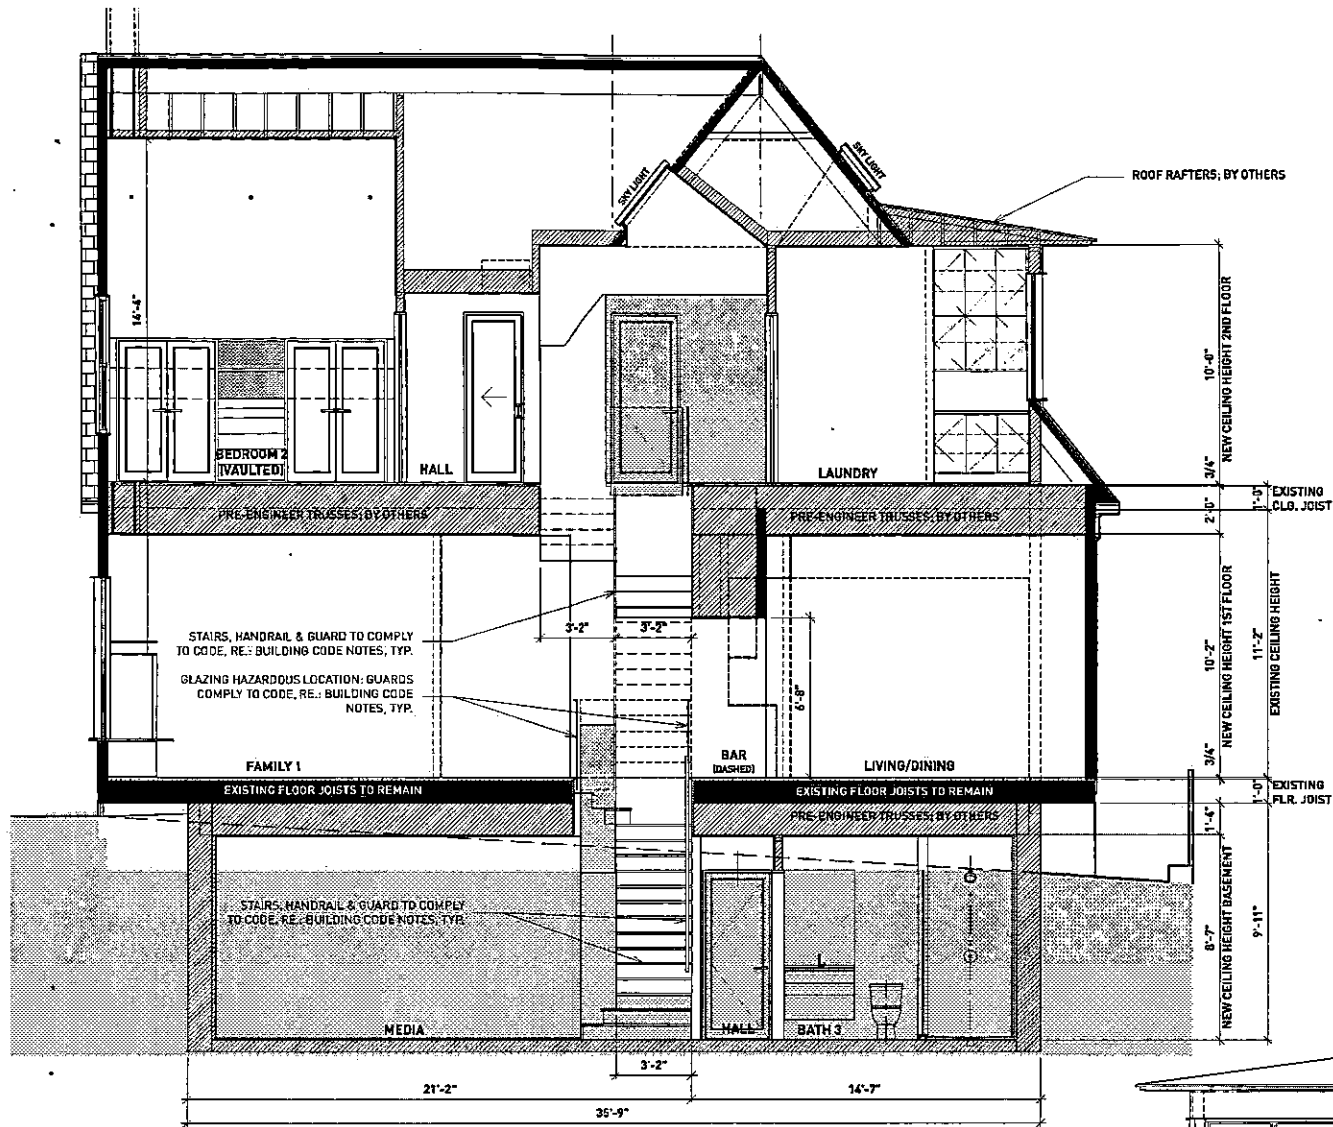 SKY LIGHT
SKY LIGHT
ROOF RAFTERS; BY OTHERS
16'-4"
BEDROOM 2
(VAULTED)
HALL
LAUNDRY
10'-0"
NEW CEILING HEIGHT 2ND FLOOR
3/4"
PRE-ENGINEER TRUSSES; BY OTHERS
PRE-ENGINEER TRUSSES; BY OTHERS
2'-0"
1'-0"
EXISTING
CLG. JOIST
STAIRS, HANDRAIL & GUARD TO COMPLY
TO CODE, RE.: BUILDING CODE NOTES, TYP.
3'-2"
3'-2"
GLAZING HAZARDOUS LOCATION: GUARDS
COMPLY TO CODE, RE.: BUILDING CODE
NOTES, TYP.
6'-8"
10'-2"
NEW CEILING HEIGHT 1ST FLOOR
11'-2"
EXISTING CEILING HEIGHT
3/4"
FAMILY 1
BAR
(DASHED)
LIVING/DINING
EXISTING FLOOR JOISTS TO REMAIN
EXISTING FLOOR JOISTS TO REMAIN
1'-0"
EXISTING
FLR. JOIST
PRE-ENGINEER TRUSSES; BY OTHERS
1'-4"
STAIRS, HANDRAIL & GUARD TO COMPLY
TO CODE, RE.: BUILDING CODE NOTES, TYP.
8'-7"
NEW CEILING HEIGHT BASEMENT
9'-11"
MEDIA
HALL
BATH 3
3'-2"
21'-2"
14'-7"
35'-9"